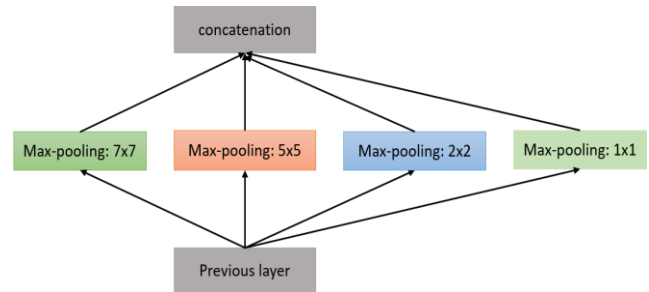 concatenation
Max-pooling: 7x7
Max-pooling: 5x5
Max-pooling: 2x2
Max-pooling: 1x1
Previous layer